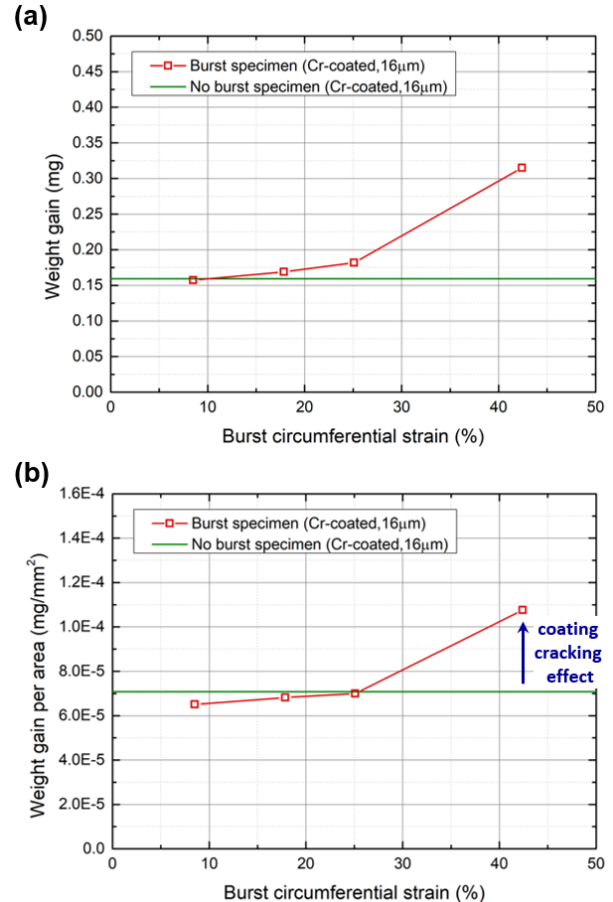 (a)
0.50
0.45
0.40
0.35
0.30
0.25
0.20
0.15
0.10
0.05
0.00
Weight gain (mg)
Burst specimen (Cr-coated,16μm)
No burst specimen (Cr-coated,16μm)
0 10 20 30 40 50
Burst circumferential strain (%)
(b)
1.6E-4
1.4E-4
1.2E-4
1.0E-4
8.0E-5
6.0E-5
4.0E-5
2.0E-5
0.0
Weight gain per area (mg/mm²)
Burst specimen (Cr-coated,16μm)
No burst specimen (Cr-coated,16μm)
coating
cracking
effect
0 10 20 30 40 50
Burst circumferential strain (%)